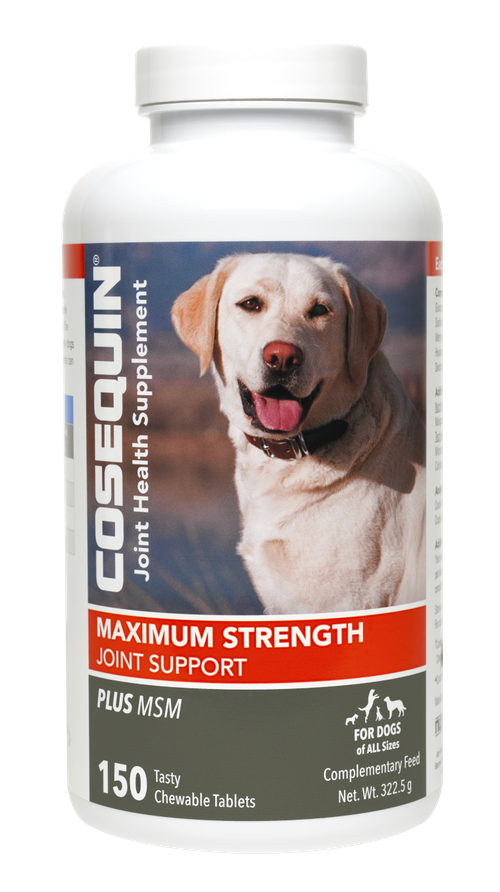 COSEQUIN®
Joint Health Supplement
MAXIMUM STRENGTH
JOINT SUPPORT
PLUS MSM
FOR DOGS
of ALL Sizes
150 Tasty
Chewable Tablets
Complementary Feed
Net. Wt. 322.5 g